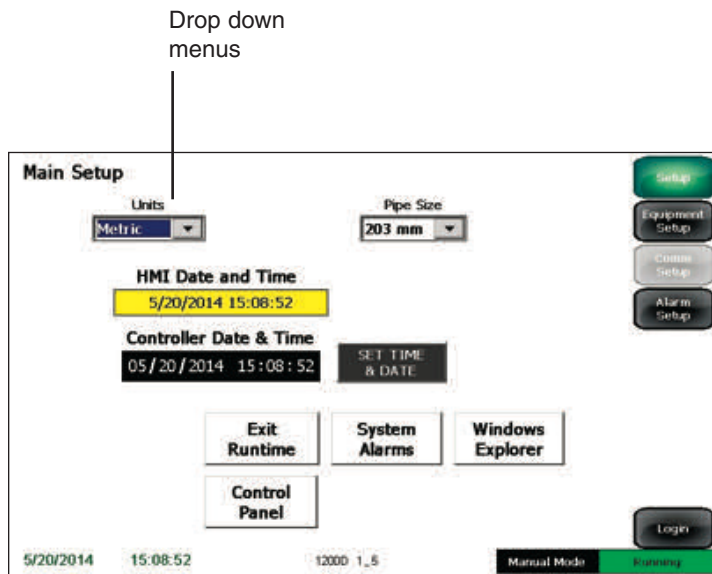 Drop down
menus
Main Setup
Setup
Units
Pipe Size
Metric
203 mm
Equipment
Setup
Comm
Setup
HMI Date and Time
5/20/2014 15:08:52
Alarm
Setup
Controller Date & Time
05/20/2014 15:08:52
SET TIME
& DATE
Exit
Runtime
System
Alarms
Windows
Explorer
Control
Panel
Login
5/20/2014 15:08:52 12000 1_5 Manual Mode Running